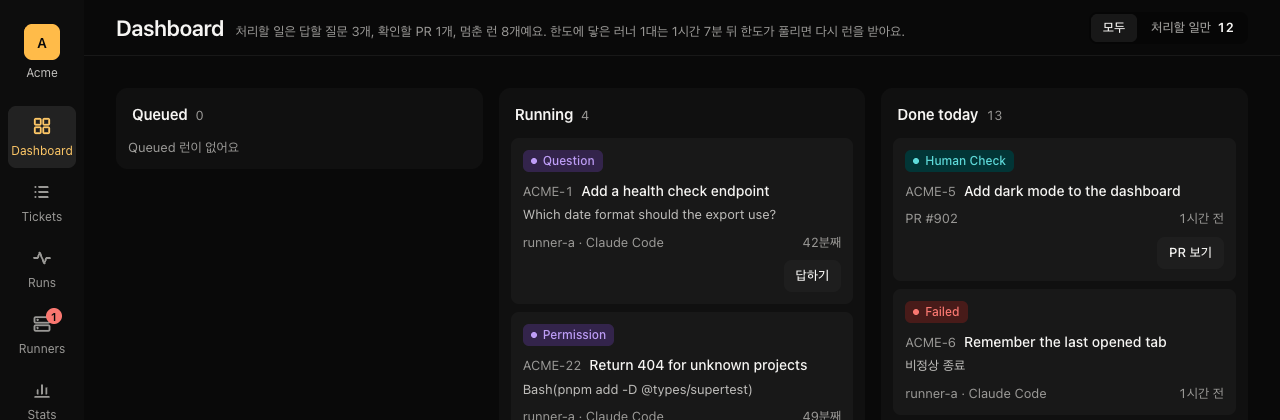 A
Acme
Dashboard
Tickets
Runs
1
Runners
Stats
Dashboard 처리할 일은 답할 질문 3개, 확인할 PR 1개, 멈춘 런 8개예요. 한도에 닿은 러너 1대는 1시간 7분 뒤 한도가 풀리면 다시 런을 받아요.
모두 처리할 일만 12
Queued 0
Queued 런이 없어요
Running 4
Question
ACME-1 Add a health check endpoint
Which date format should the export use?
runner-a · Claude Code 42분째
답하기
Permission
ACME-22 Return 404 for unknown projects
Bash(pnpm add -D @types/supertest)
runner-a · Claude Code 49분째
Done today 13
Human Check
ACME-5 Add dark mode to the dashboard
PR #902 1시간 전
PR 보기
Failed
ACME-6 Remember the last opened tab
비정상 종료
runner-a · Claude Code 1시간 전